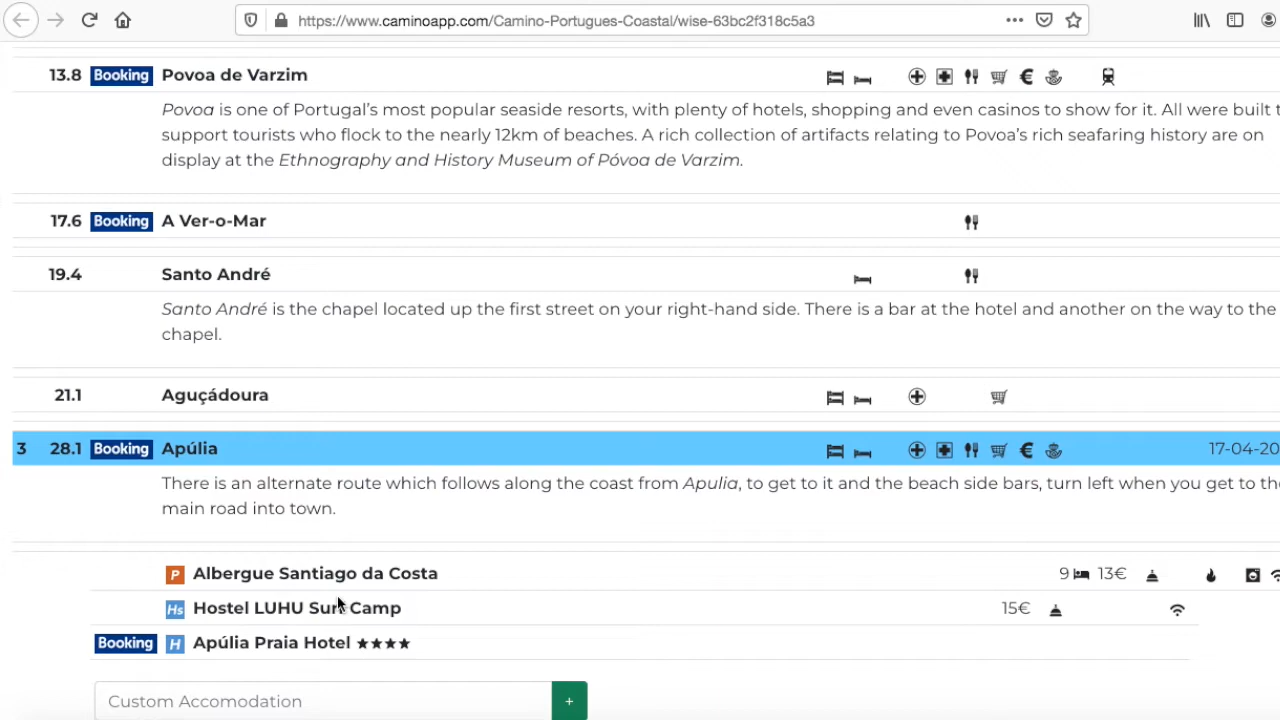 https://www.caminoapp.com/Camino-Portugues-Coastal/wise-63bc2f318c5a3
13.8 Booking Povoa de Varzim
Povoa is one of Portugal's most popular seaside resorts, with plenty of hotels, shopping and even casinos to show for it. All were built t
support tourists who flock to the nearly 12km of beaches. A rich collection of artifacts relating to Povoa's rich seafaring history are on
display at the Ethnography and History Museum of Póvoa de Varzim.
17.6 Booking A Ver-o-Mar
19.4 Santo André
Santo André is the chapel located up the first street on your right-hand side. There is a bar at the hotel and another on the way to the
chapel.
21.1 Aguçádoura
3 28.1 Booking Apúlia 17-04-20
There is an alternate route which follows along the coast from Apulia, to get to it and the beach side bars, turn left when you get to the
main road into town.
P Albergue Santiago da Costa 9 13€
Hs Hostel LUHU Surf Camp 15€
Booking H Apúlia Praia Hotel ★★★★
Custom Accomodation +